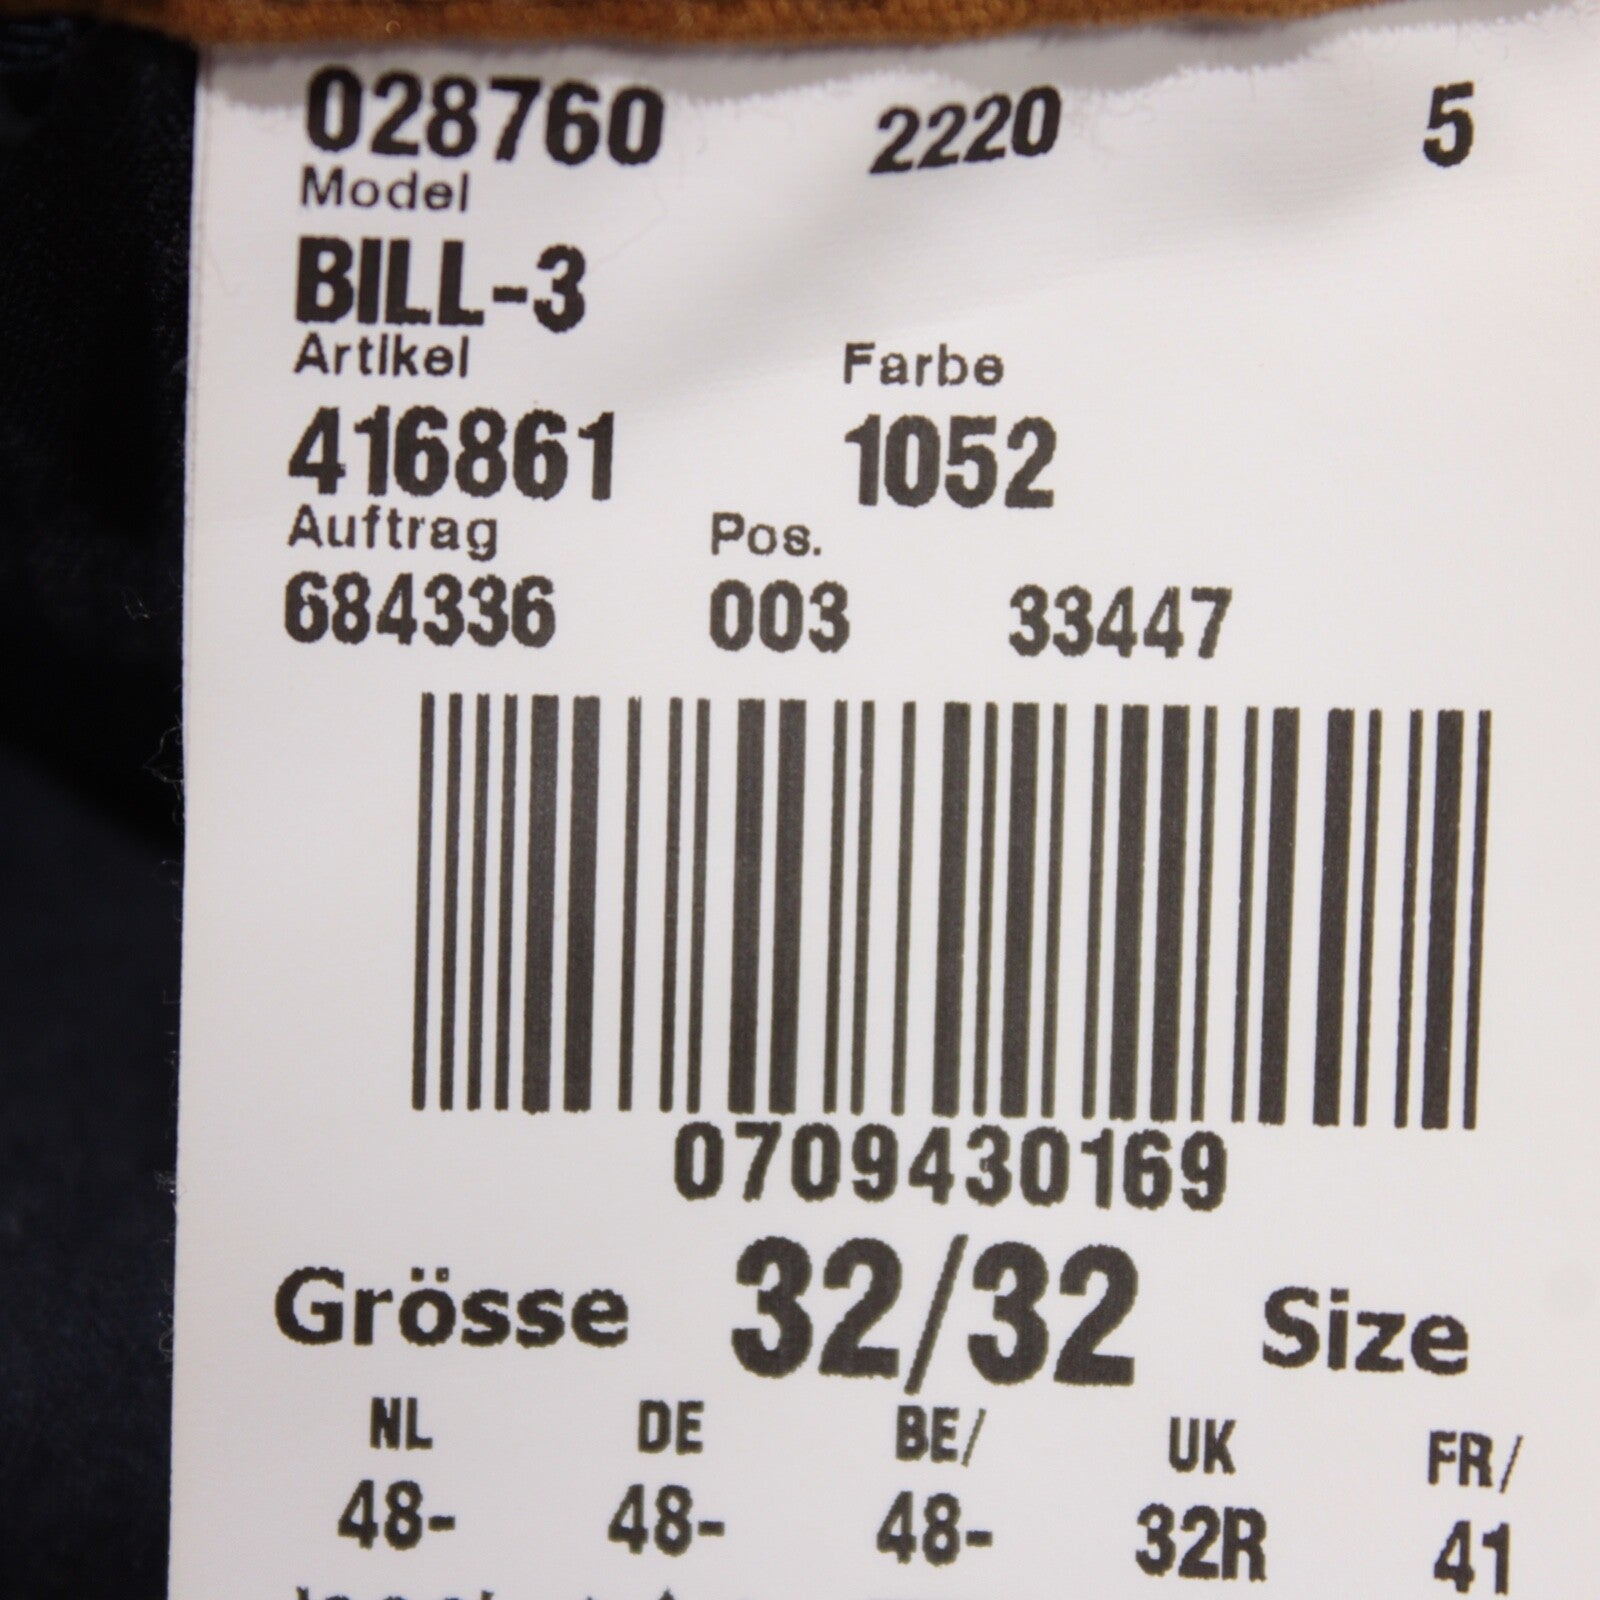 028760 2220 5
Model
BILL-3
Artikel Farbe
416861 1052
Auftrag Pos.
684336 003 33447
0709430169
Grösse 32/32 Size
NL DE BE/ UK FR/
48- 48- 48- 32R 41